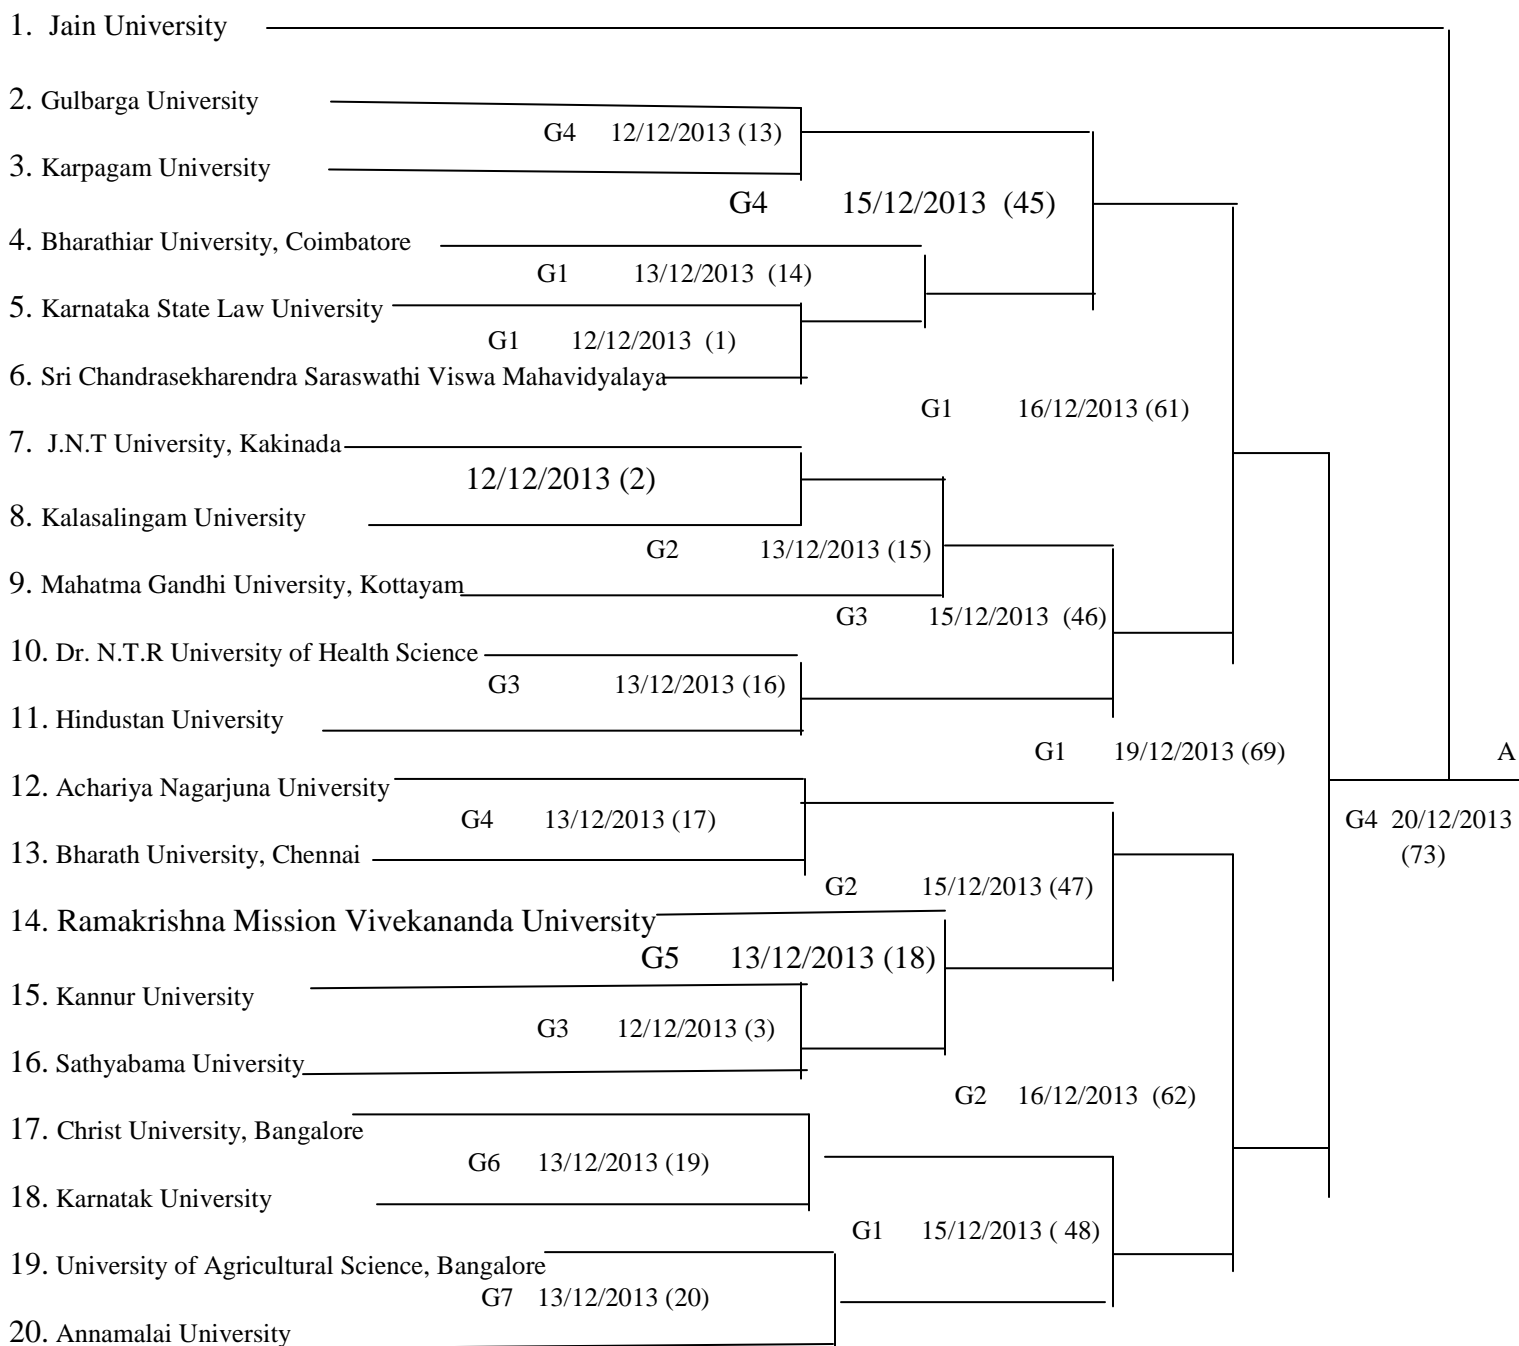 1. Jain University
2. Gulbarga University
G4 12/12/2013 (13)
3. Karpagam University
G4 15/12/2013 (45)
4. Bharathiar University, Coimbatore
G1 13/12/2013 (14)
5. Karnataka State Law University
G1 12/12/2013 (1)
6. Sri Chandrasekharendra Saraswathi Viswa Mahavidyalaya
G1 16/12/2013 (61)
7. J.N.T University, Kakinada
12/12/2013 (2)
8. Kalasalingam University
G2 13/12/2013 (15)
9. Mahatma Gandhi University, Kottayam
G3 15/12/2013 (46)
10. Dr. N.T.R University of Health Science
G3 13/12/2013 (16)
11. Hindustan University
G1 19/12/2013 (69) A
12. Achariya Nagarjuna University
G4 13/12/2013 (17) G4 20/12/2013
13. Bharath University, Chennai (73)
G2 15/12/2013 (47)
14. Ramakrishna Mission Vivekananda University
G5 13/12/2013 (18)
15. Kannur University
G3 12/12/2013 (3)
16. Sathyabama University
G2 16/12/2013 (62)
17. Christ University, Bangalore
G6 13/12/2013 (19)
18. Karnatak University
G1 15/12/2013 ( 48)
19. University of Agricultural Science, Bangalore
G7 13/12/2013 (20)
20. Annamalai University